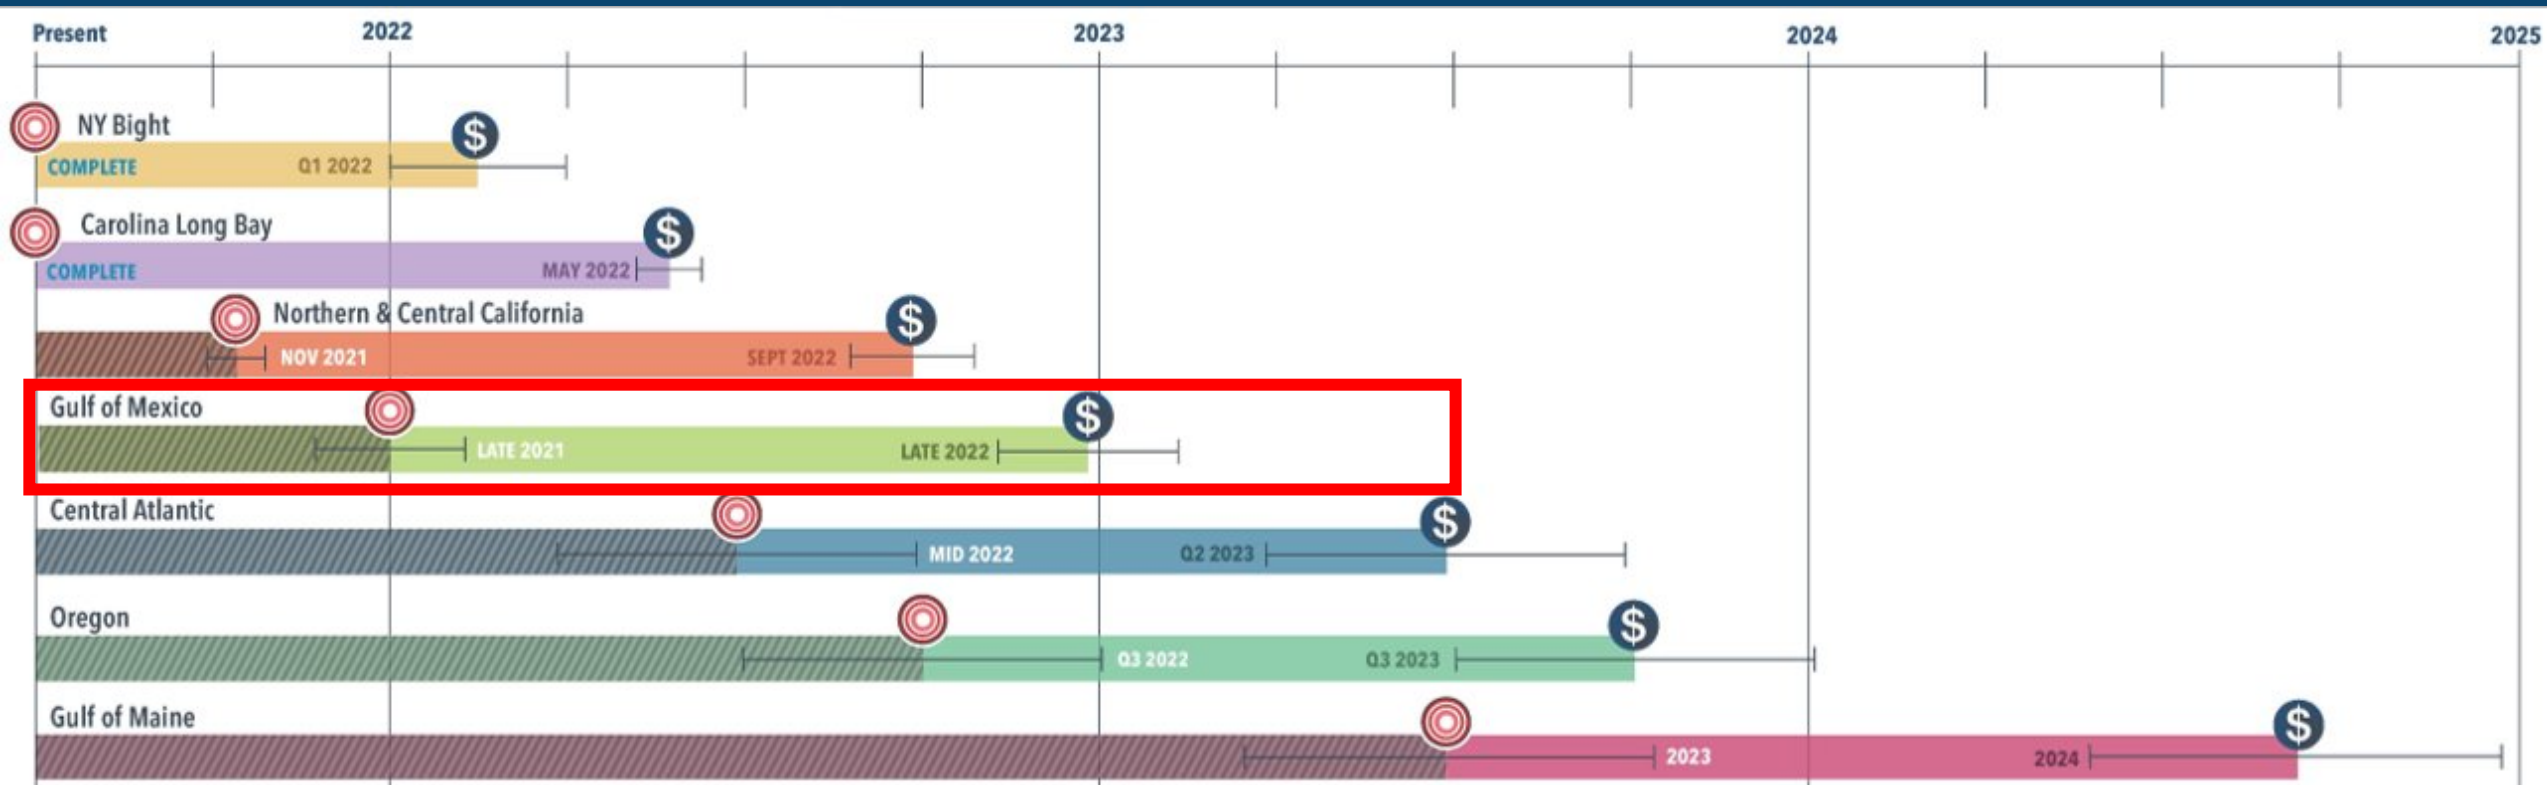 Present 2022 2023 2024 2025
NY Bight
$
COMPLETE Q1 2022
Carolina Long Bay
$
COMPLETE MAY 2022
Northern & Central California
$
NOV 2021 SEPT 2022
Gulf of Mexico
$
LATE 2021 LATE 2022
Central Atlantic
$
MID 2022 Q2 2023
Oregon
$
Q3 2022 Q3 2023
Gulf of Maine
$
2023 2024